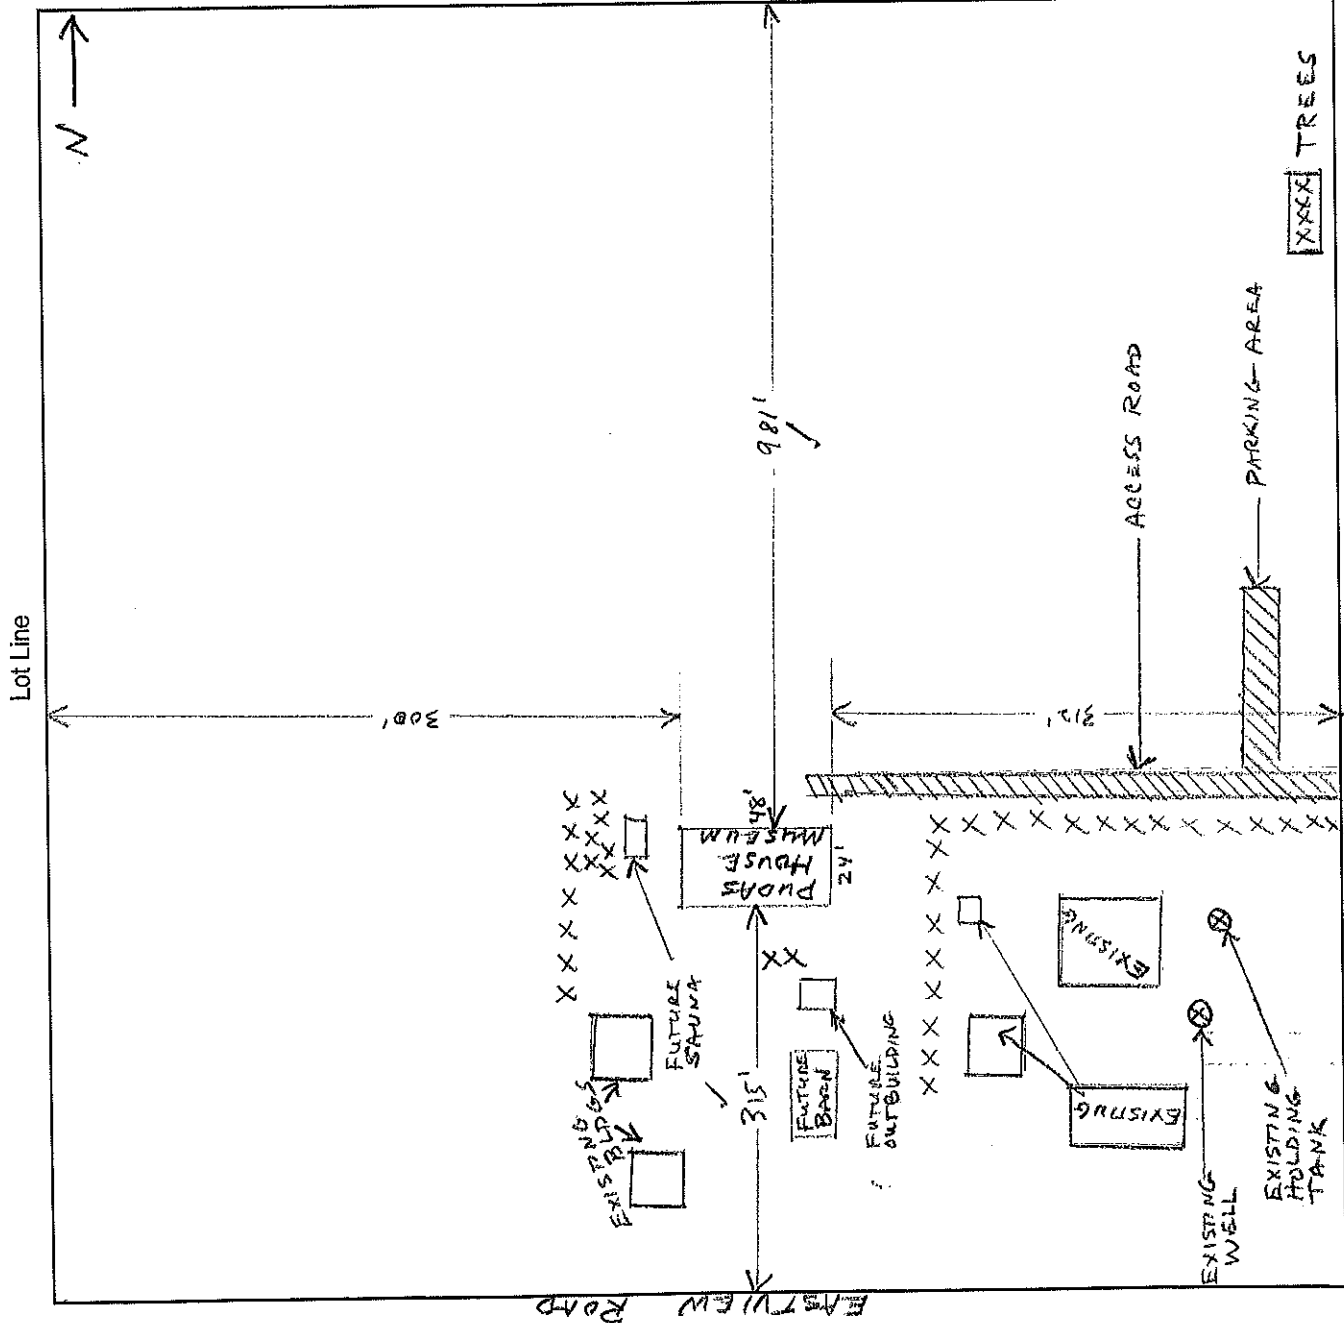 Lot Line
N
XXXX TREES
981'
300'
312'
ACCESS ROAD
PARKING AREA
PUDAS
HOUSE
MUSEUM
48'
24'
315'
FUTURE
SAUNA
EXISTING
BLDGS
FUTURE
BARN
FUTURE
OUTBUILDING
EXISTING
EXISTING
EXISTING
WELL
EXISTING
HOLDING
TANK
EASTVIEW ROAD